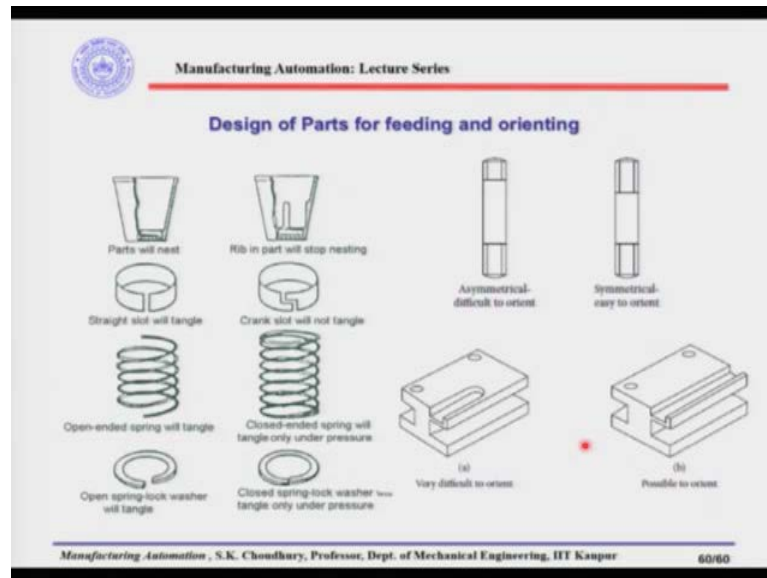 Manufacturing Automation: Lecture Series
Design of Parts for feeding and orienting
Parts will nest
Rib in part will stop nesting
Straight slot will tangle
Crank slot will not tangle
Open-ended spring will tangle
Closed-ended spring will
tangle only under pressure
Open spring-lock washer
will tangle
Closed spring-lock washer
tangle only under pressure
Asymmetrical-
difficult to orient
Symmetrical-
easy to orient
(a)
Very difficult to orient
(b)
Possible to orient
Manufacturing Automation , S.K. Choudhury, Professor, Dept. of Mechanical Engineering, IIT Kanpur
60/60